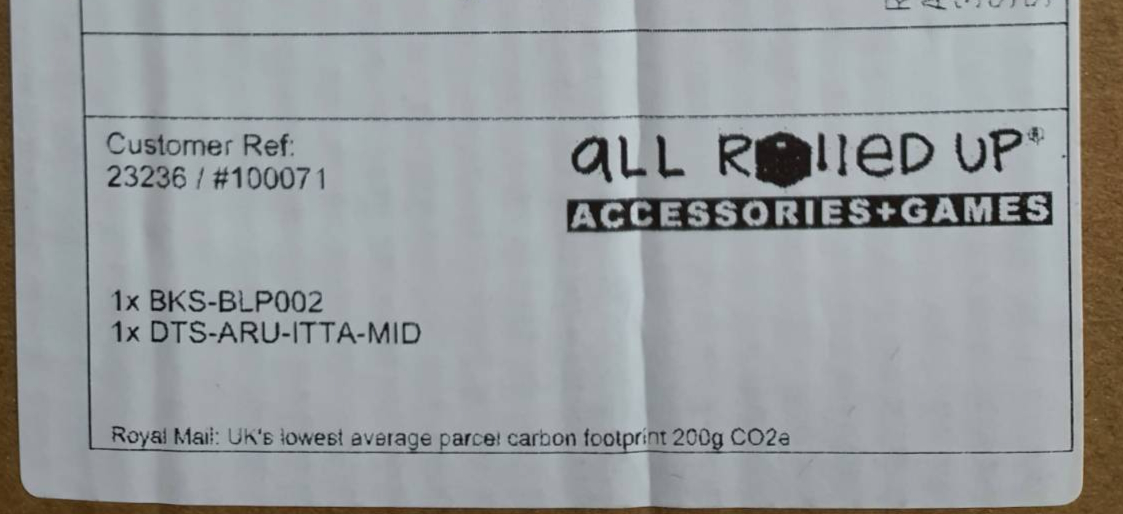 Customer Ref:
23236 / #100071
aLL ROlleD UP®
ACCESSORIES+GAMES
1x BKS-BLP002
1x DTS-ARU-ITTA-MID
Royal Mail: UK's lowest average parcel carbon footprint 200g CO2e